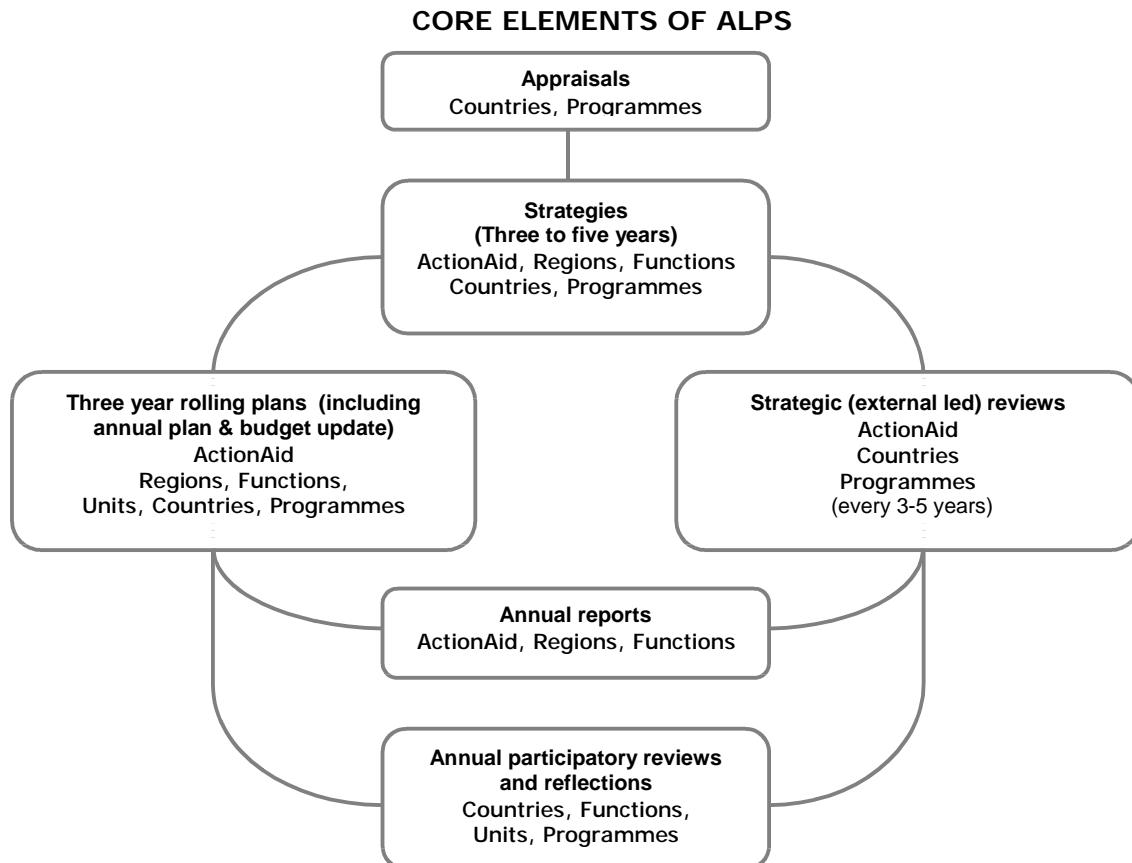 CORE ELEMENTS OF ALPS
Appraisals
Countries, Programmes
Strategies
(Three to five years)
ActionAid, Regions, Functions
Countries, Programmes
Three year rolling plans (including
annual plan & budget update)
ActionAid
Regions, Functions,
Units, Countries, Programmes
Strategic (external led) reviews
ActionAid
Countries
Programmes
(every 3-5 years)
Annual reports
ActionAid, Regions, Functions
Annual participatory reviews
and reflections
Countries, Functions,
Units, Programmes